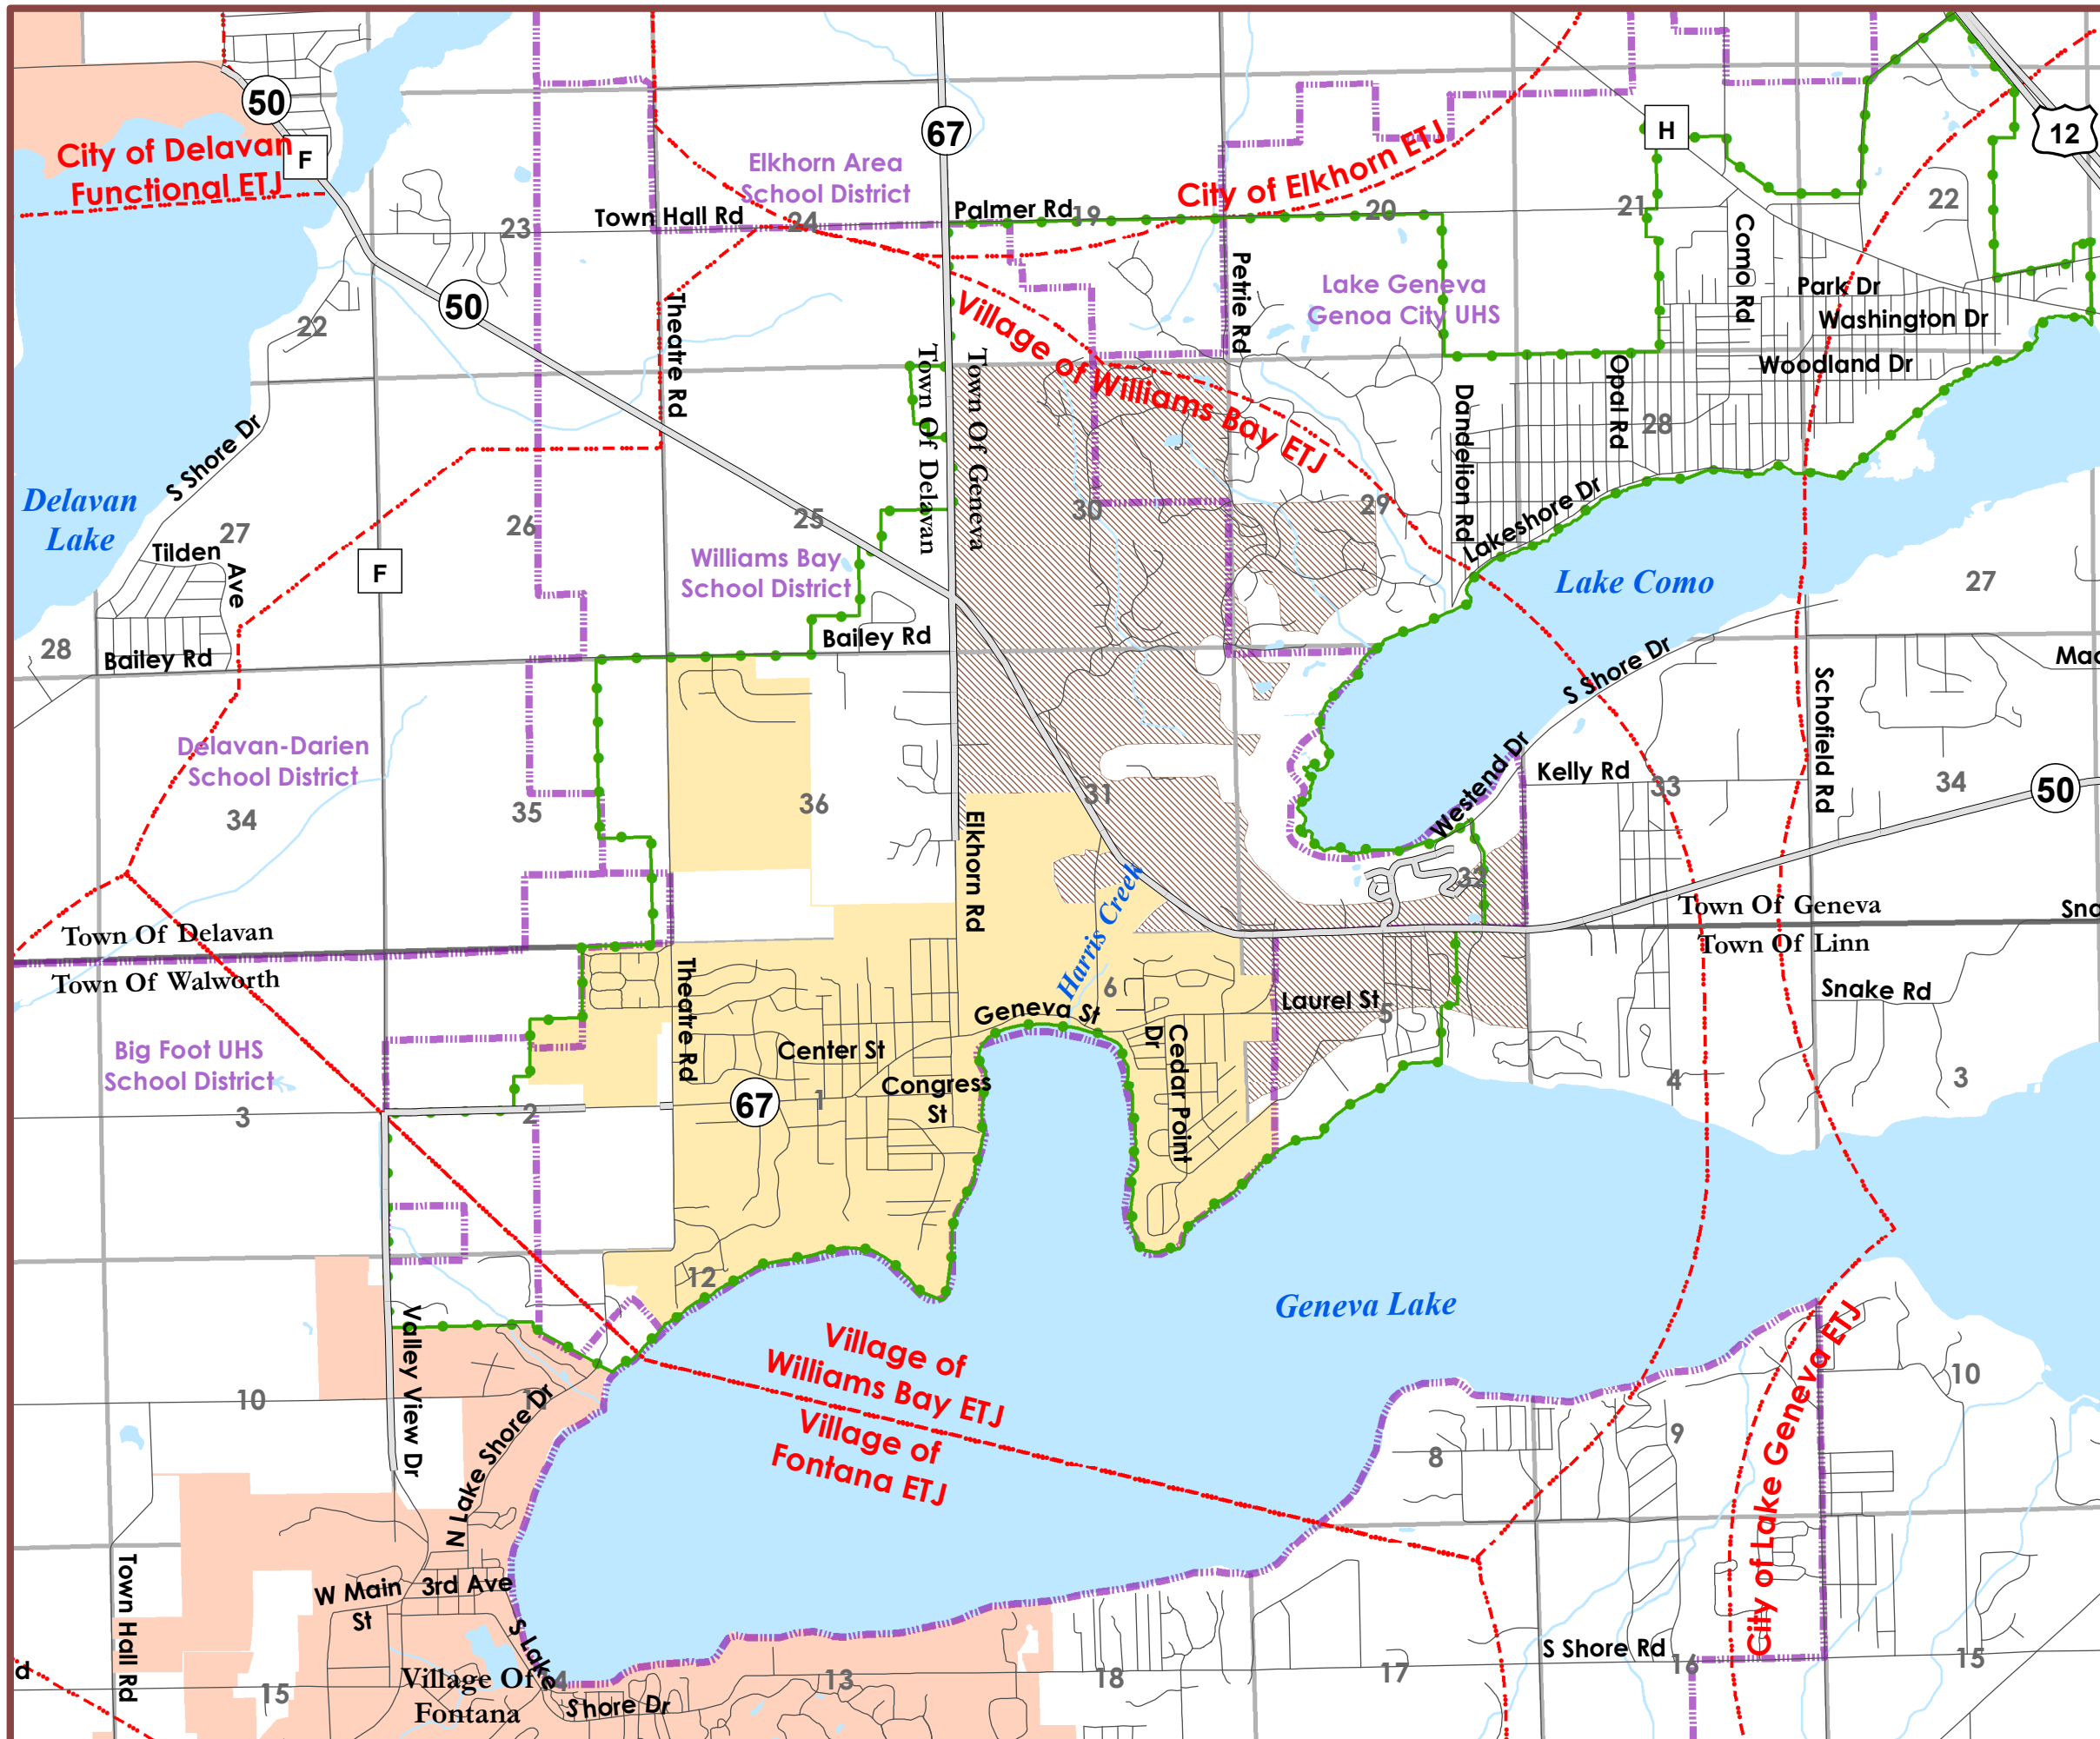 50
67
H
12
City of Delavan
Functional ETJ
F
Elkhorn Area
School District
City of Elkhorn ETJ
Town Hall Rd
23
24
Palmer Rd
19
20
21
22
50
22
Theatre Rd
Petrie Rd
Lake Geneva
Genoa City UHS
Como Rd
Park Dr
Washington Dr
Woodland Dr
Village of Williams Bay ETJ
Town Of Delavan
Town Of Geneva
Dandelion Rd
Opal Rd
28
S Shore Dr
Delavan
Lake
27
26
25
30
29
Lakeshore Dr
Tilden
Ave
F
Williams Bay
School District
Lake Como
27
28
Bailey Rd
Bailey Rd
S Shore Dr
Schofield Rd
Delavan-Darien
School District
34
35
36
31
Westend Dr
Kelly Rd
33
34
50
Elkhorn Rd
Harris Creek
32
Town Of Delavan
Town Of Walworth
Town Of Geneva
Town Of Linn
Theatre Rd
6
Geneva St
Laurel St
5
Snake Rd
Big Foot UHS
School District
Center St
Congress
St
Cedar Point
Dr
3
2
67
1
4
3
12
Geneva Lake
Valley View Dr
Village of
Williams Bay ETJ
Village of
Fontana ETJ
City of Lake Geneva ETJ
10
11
N Lake Shore Dr
8
9
10
Town Hall Rd
W Main
St
3rd Ave
S Lake
Shore Dr
Village Of
Fontana
15
14
13
18
17
S Shore Rd
16
15